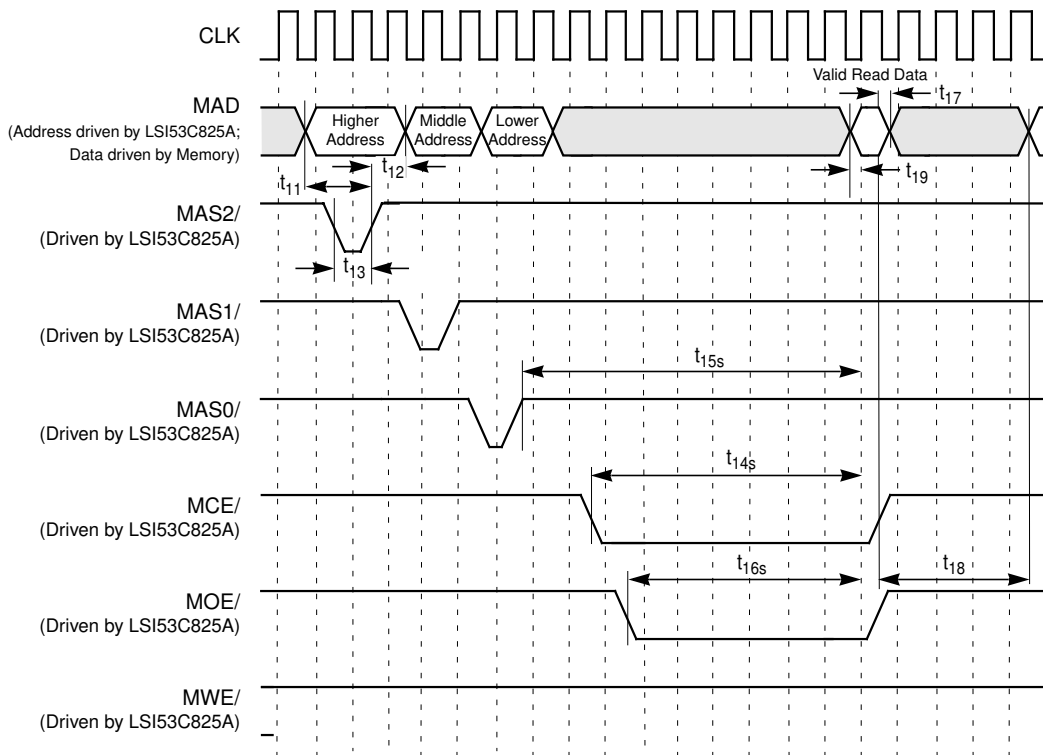 CLK
Valid Read Data
t17
MAD
(Address driven by LSI53C825A;
Data driven by Memory)
Higher
Address
Middle
Address
Lower
Address
t12
t19
t11
MAS2/
(Driven by LSI53C825A)
t13
MAS1/
(Driven by LSI53C825A)
t15s
MAS0/
(Driven by LSI53C825A)
t14s
MCE/
(Driven by LSI53C825A)
t16s
t18
MOE/
(Driven by LSI53C825A)
MWE/
(Driven by LSI53C825A)